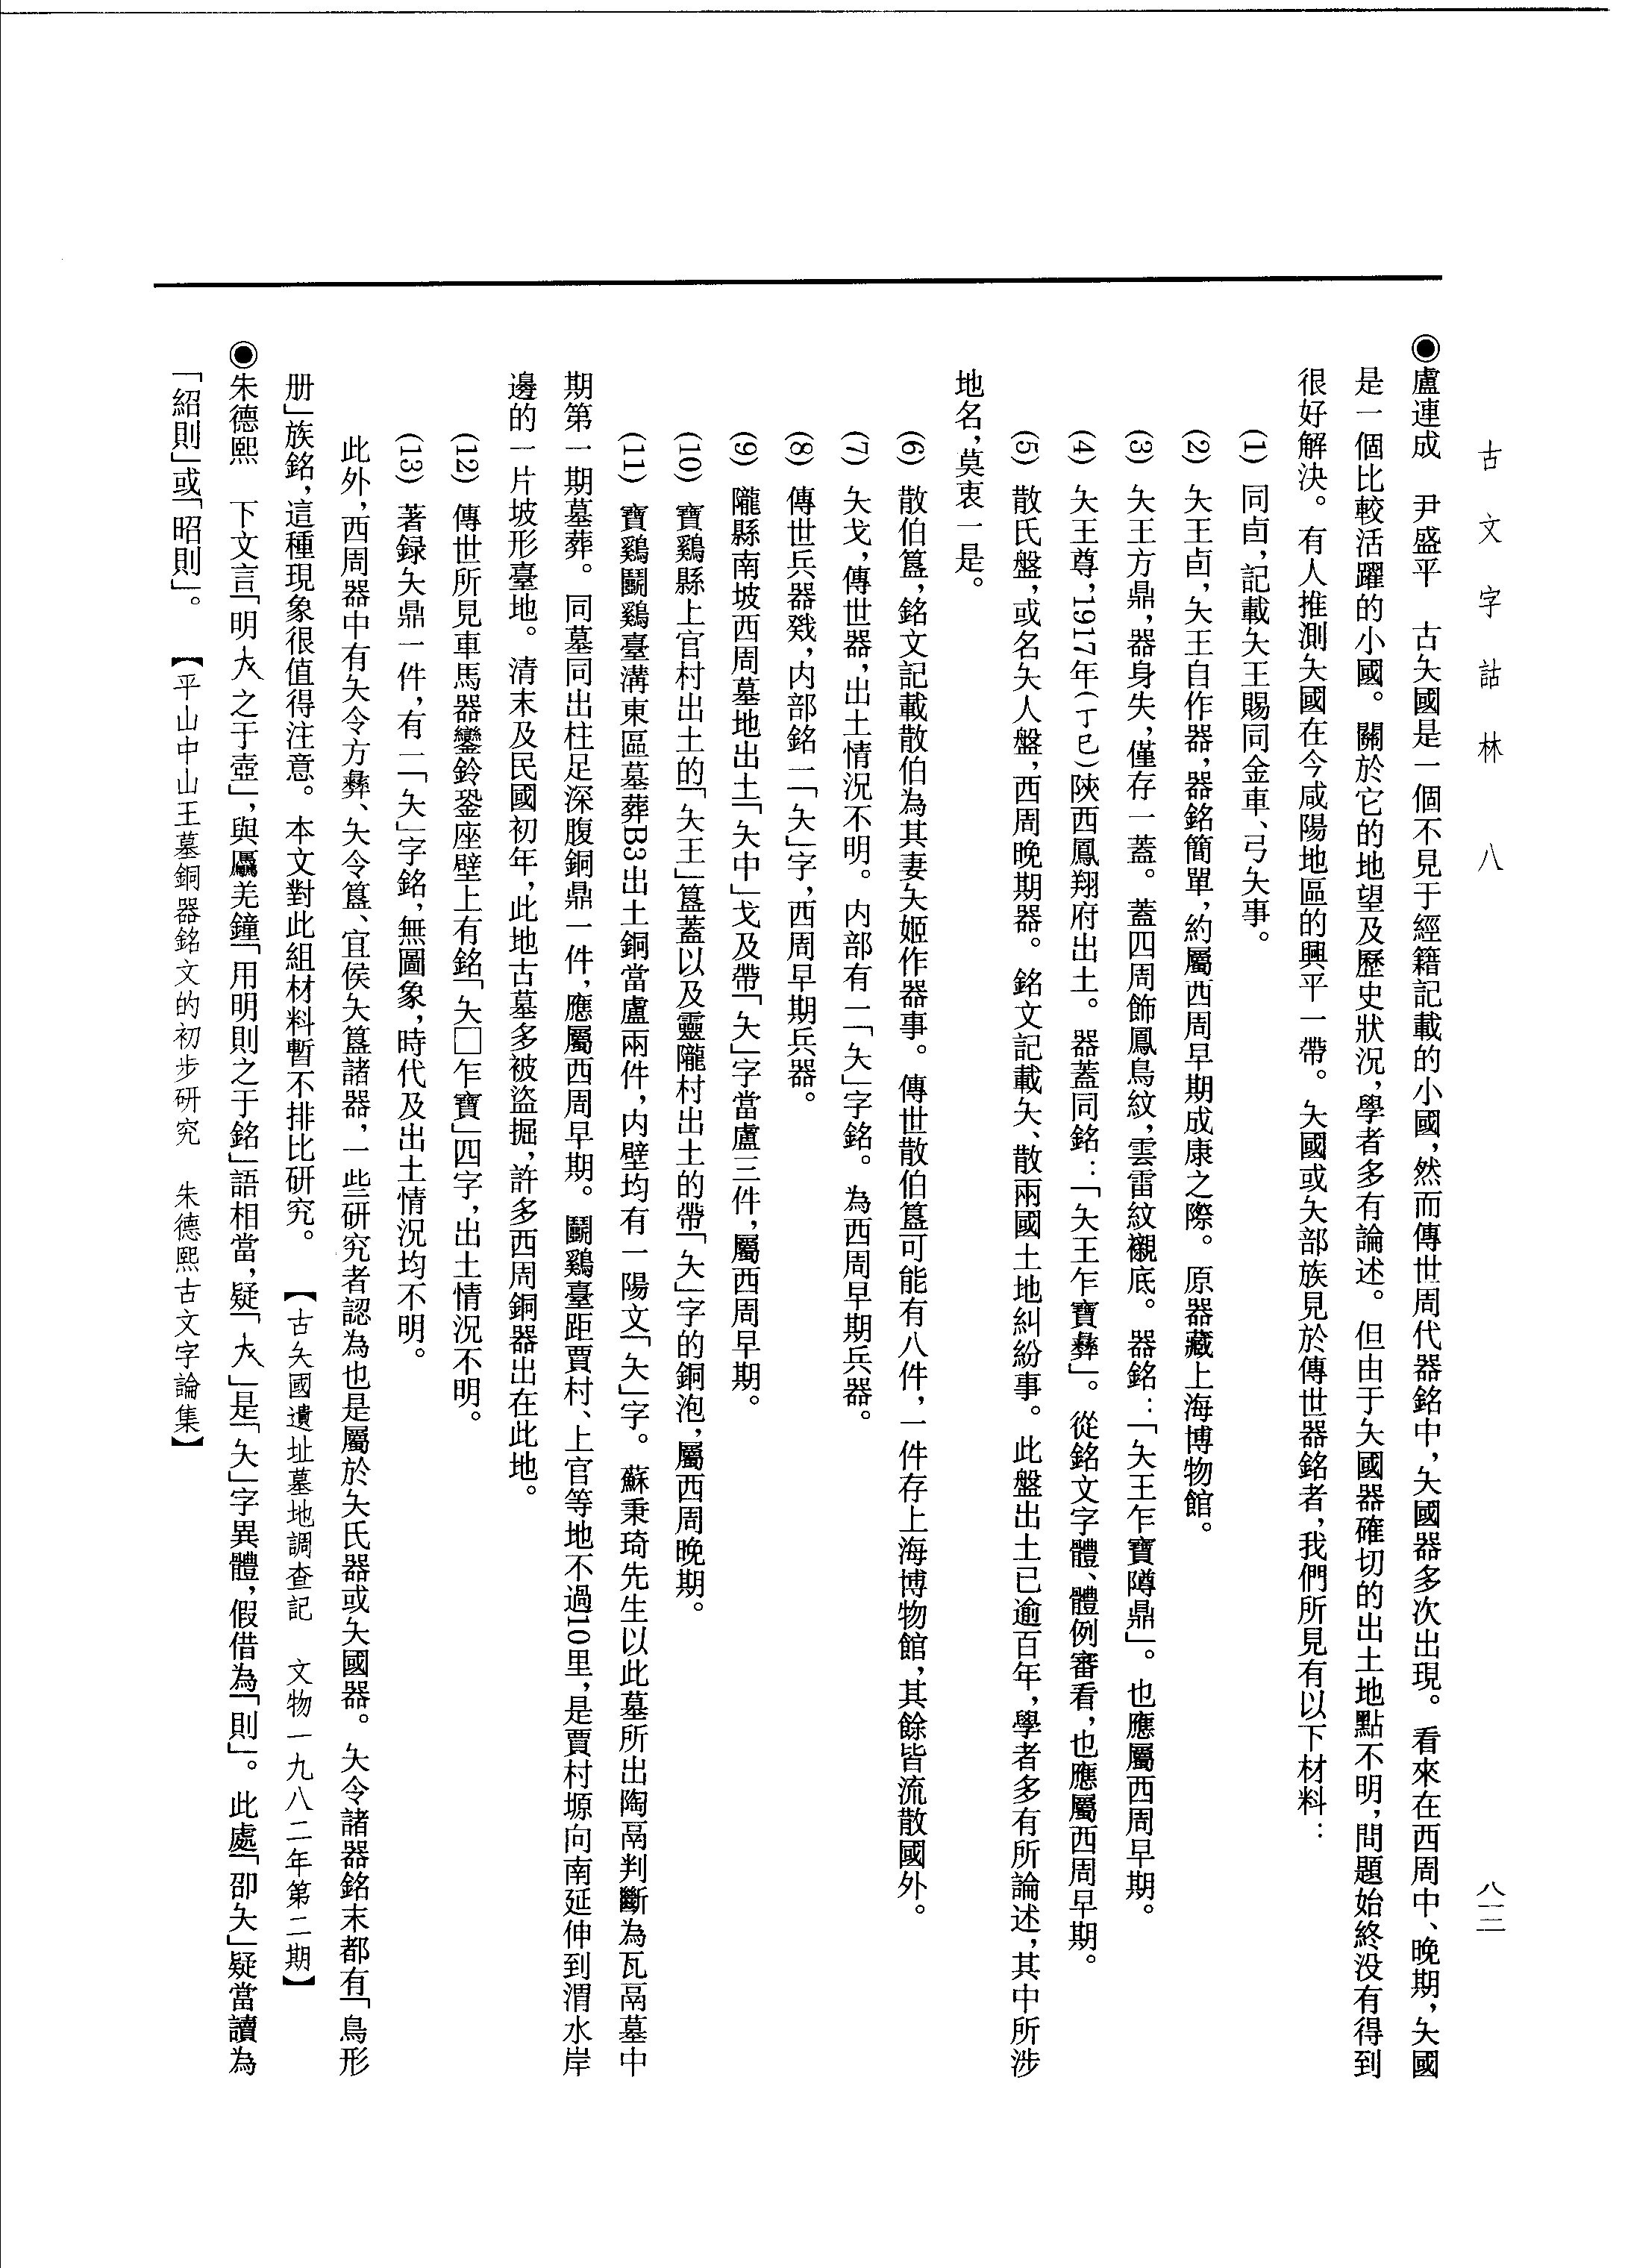 古文字詁林　八
八二二
◉盧連成　尹盛平　古夨國是一個不見于經籍記載的小國，然而傳世周代器銘中，夨國器多次出現。看來在西周中、晚期，夨國
是一個比較活躍的小國。關於它的地望及歷史狀況，學者多有論述。但由于夨國器確切的出土地點不明，問題始終没有得到
很好解決。有人推測夨國在今咸陽地區的興平一帶。夨國或夨部族見於傳世器銘者，我們所見有以下材料：
(1) 同卣，記載夨王賜同金車、弓夨事。
(2) 夨王卣，夨王自作器，器銘簡單，約屬西周早期成康之際。原器藏上海博物館。
(3) 夨王方鼎，器身失，僅存一蓋。蓋四周飾鳳鳥紋，雲雷紋襯底。器銘：「夨王乍寶障鼎」。也應屬西周早期。
(4) 夨王尊，1917年(丁巳)陝西鳳翔府出土。器蓋同銘：「夨王乍寶彝」。從銘文字體、體例審看，也應屬西周早期。
(5) 散氏盤，或名夨人盤，西周晚期器。銘文記載夨、散兩國土地糾紛事。此盤出土已逾百年，學者多有所論述，其中所涉
地名，莫衷一是。
(6) 散伯簋，銘文記載散伯為其妻夨姬作器事。傳世散伯簋可能有八件，一件存上海博物館，其餘皆流散國外。
(7) 夨戈，傳世器，出土情況不明。内部有一「夨」字銘。為西周早期兵器。
(8) 傳世兵器戣，内部銘一「夨」字，西周早期兵器。
(9) 隴縣南坡西周墓地出土「夨中」戈及帶「夨」字當盧三件，屬西周早期。
(10) 寶鷄縣上官村出土的「夨王」簋蓋以及靈隴村出土的帶「夨」字的銅泡，屬西周晚期。
(11) 寶鷄鬭鷄臺溝東區墓葬B3出土銅當盧兩件，内壁均有一陽文「夨」字。蘇秉琦先生以此墓所出陶鬲判斷為瓦鬲墓中
期第一期墓葬。同墓同出柱足深腹銅鼎一件，應屬西周早期。鬭鷄臺距賈村、上官等地不過10里，是賈村塬向南延伸到渭水岸
邊的一片坡形臺地。清末及民國初年，此地古墓多被盜掘，許多西周銅器出在此地。
(12) 傳世所見車馬器鑾鈴銎座壁上有銘「夨□乍寶」四字，出土情況不明。
(13) 著録夨鼎一件，有一「夨」字銘，無圖象，時代及出土情況均不明。
此外，西周器中有夨令方彝、夨令簋、宜侯夨簋諸器，一些研究者認為也是屬於夨氏器或夨國器。夨令諸器銘末都有「鳥形
册」族銘，這種現象很值得注意。本文對此組材料暫不排比研究。【古夨國遺址墓地調查記　文物一九八二年第二期】
◉朱德熙　下文言「明之于壺」，與羌鐘「用明則之于銘」語相當，疑「」是「夨」字異體，假借為「則」。此處「卲夨」疑當讀為
「紹則」或「昭則」。【平山中山王墓銅器銘文的初步研究　朱德熙古文字論集】